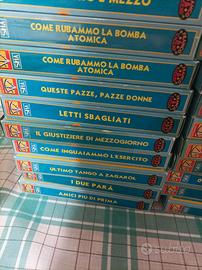 E MEZZO
COME RUBAMMO LA BOMBA
ATOMICA
COME RUBAMMO LA BOMBA
ATOMICA
QUESTE PAZZE, PAZZE DONNE
LETTI SBAGLIATI
IL GIUSTIZIERE DI MEZZOGIORNO
COME INGUAIAMMO L'ESERCITO
ULTIMO TANGO A ZAGAROL
I DUE PARÀ
AMICI PIÙ DI PRIMA